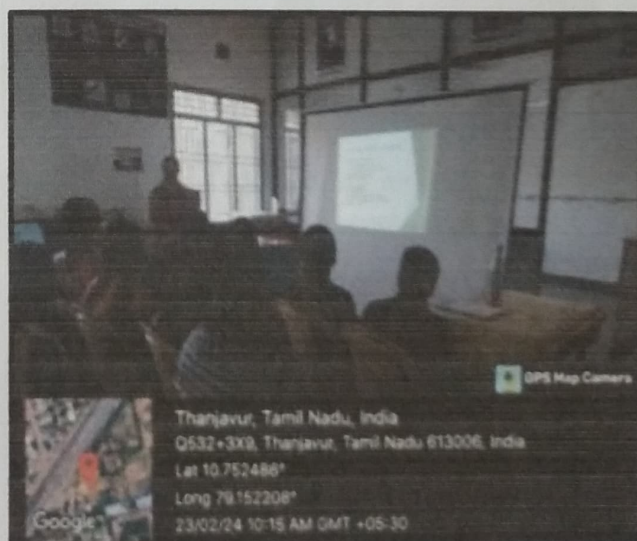 GPS Map Camera
Thanjavur, Tamil Nadu, India
Q532+3X9, Thanjavur, Tamil Nadu 613006, India
Lat 10.752486°
Long 79.152208°
23/02/24 10:15 AM GMT +05:30
Google